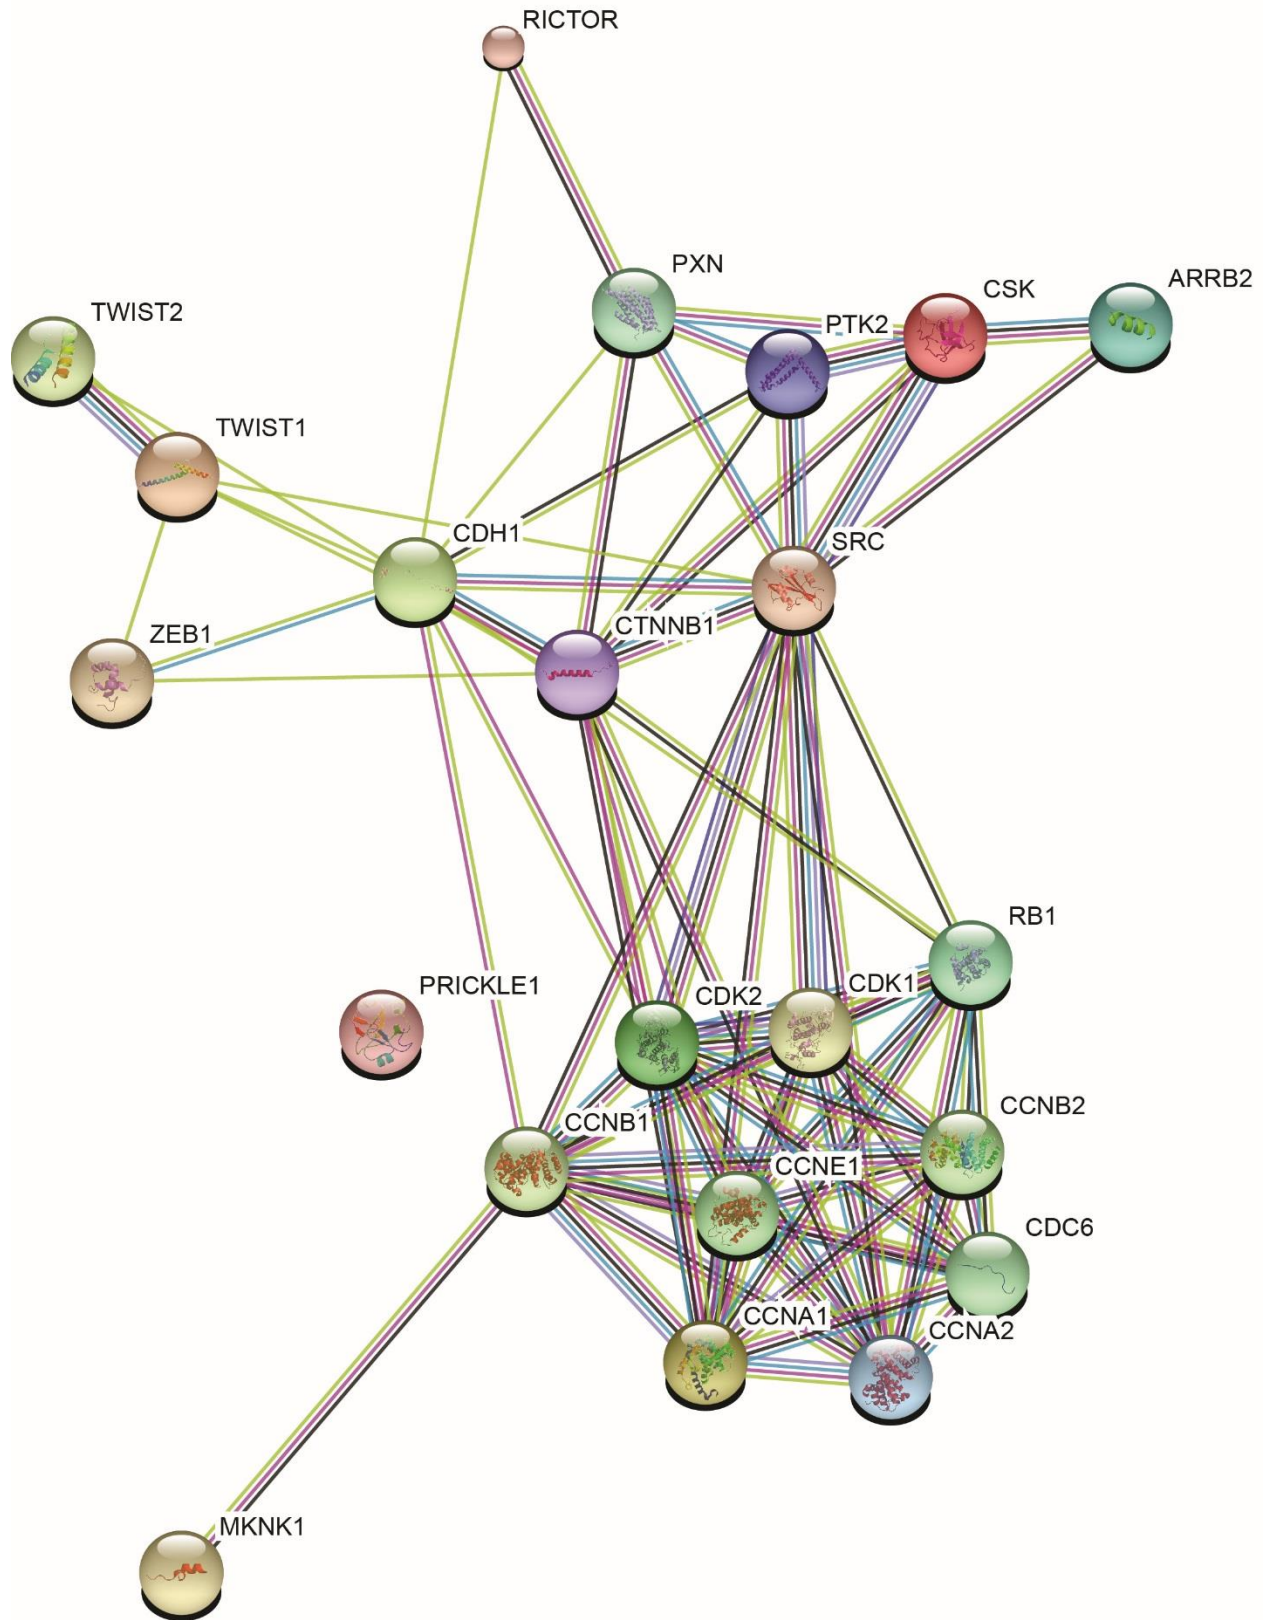 RICTOR
PXN
CSK
ARRB2
TWIST2
PTK2
TWIST1
CDH1
SRC
ZEB1
CTNNB1
RB1
PRICKLE1
CDK2
CDK1
CCNB1
CCNB2
CCNE1
CDC6
CCNA1
CCNA2
MKNK1